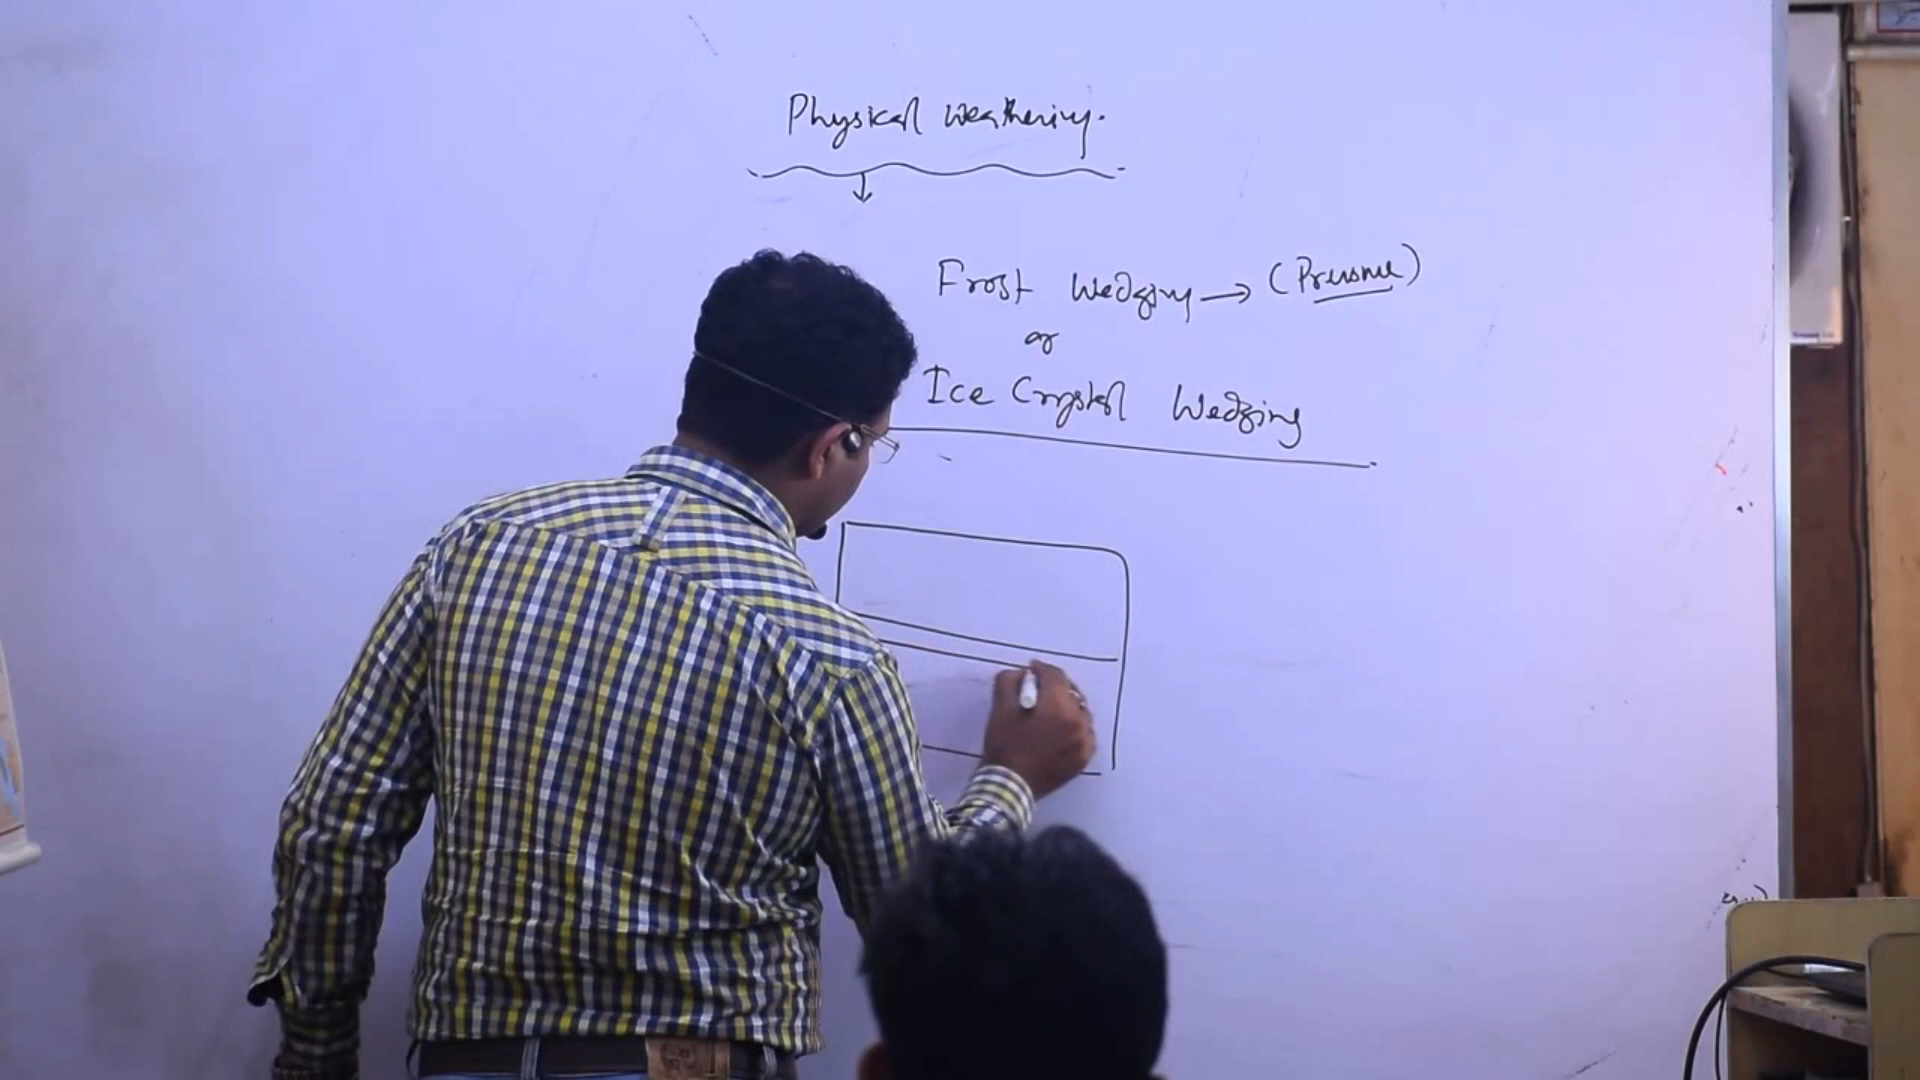 Physical Weathering.
Frost Wedging → (Pressure)
or
Ice Crystal Wedging